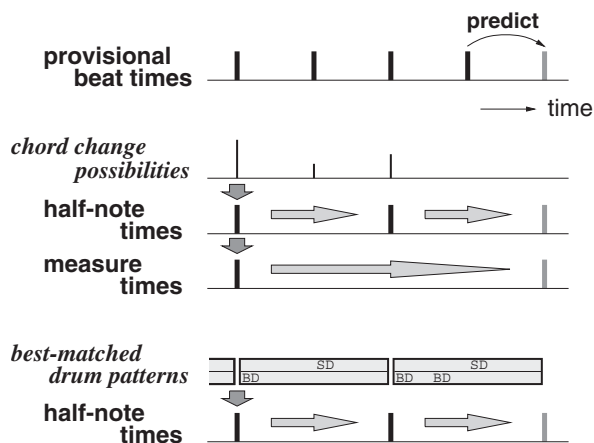 predict
provisional
beat times
time
chord change
possibilities
half-note
times
measure
times
best-matched
drum patterns
SD SD
BD BD BD
half-note
times